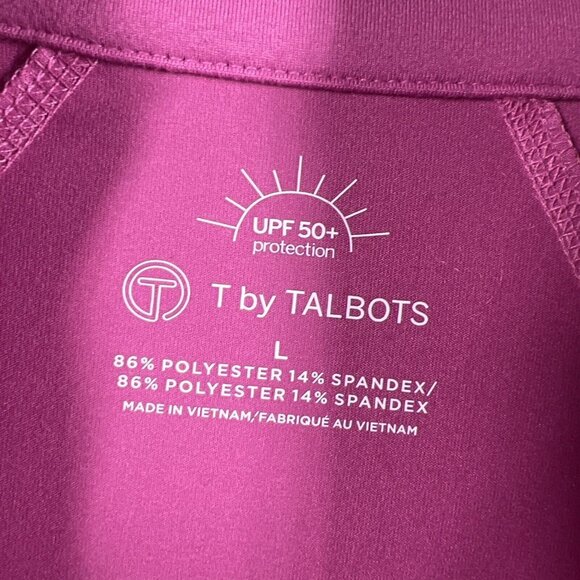 UPF 50+
protection
T T by TALBOTS
L
86% POLYESTER 14% SPANDEX/
86% POLYESTER 14% SPANDEX
MADE IN VIETNAM/FABRIQUÉ AU VIETNAM